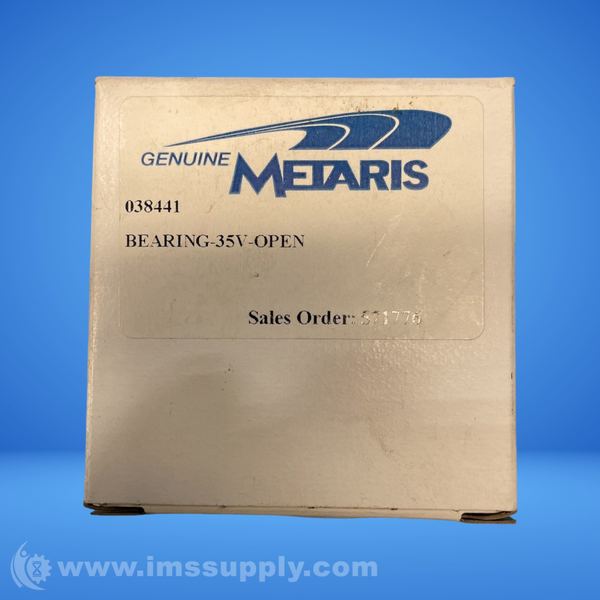 GENUINE METARIS
038441
BEARING-35V-OPEN
Sales Order:
www.imssupply.com